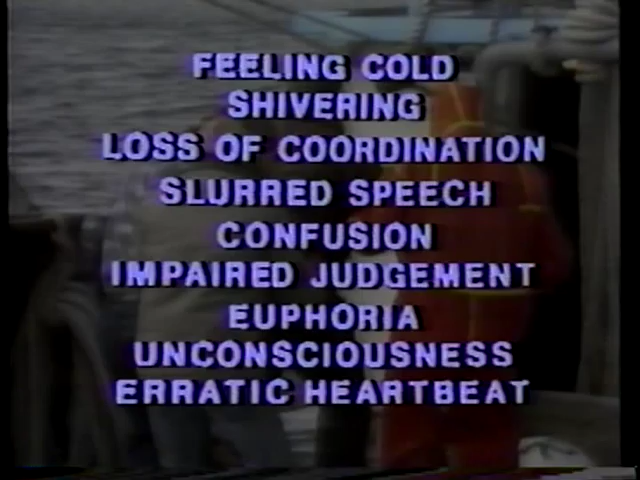 FEELING COLD
SHIVERING
LOSS OF COORDINATION
SLURRED SPEECH
CONFUSION
IMPAIRED JUDGEMENT
EUPHORIA
UNCONSCIOUSNESS
ERRATIC HEARTBEAT